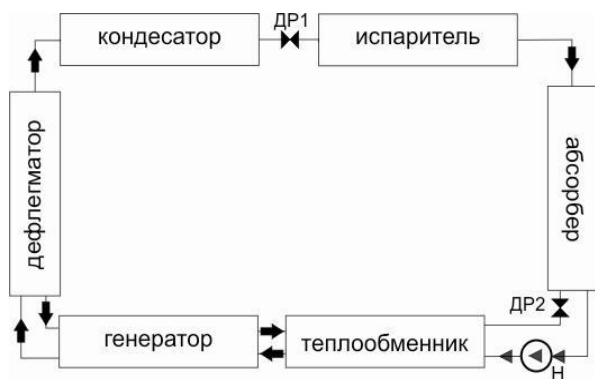 ДР1
кондесатор
испаритель
дефлегматор
абсорбер
ДР2
генератор
теплообменник
Н